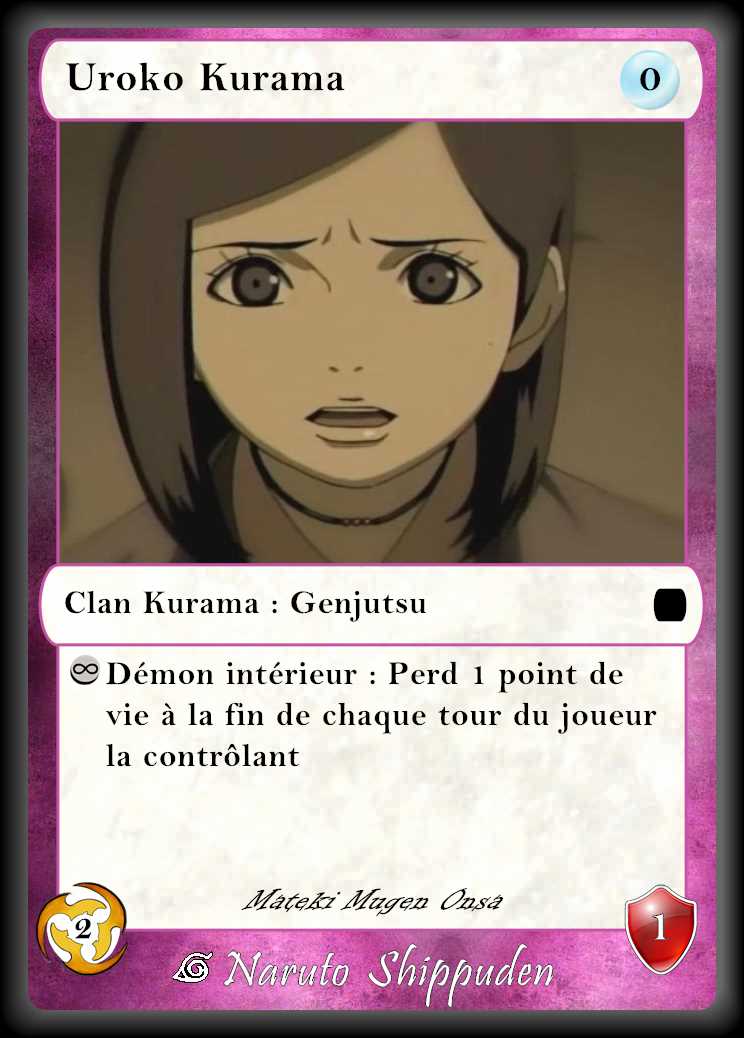 Uroko Kurama
0
Clan Kurama : Genjutsu
Démon intérieur : Perd 1 point de
vie à la fin de chaque tour du joueur
la contrôlant
Mateki Mugen Onsa
2
1
Naruto Shippuden